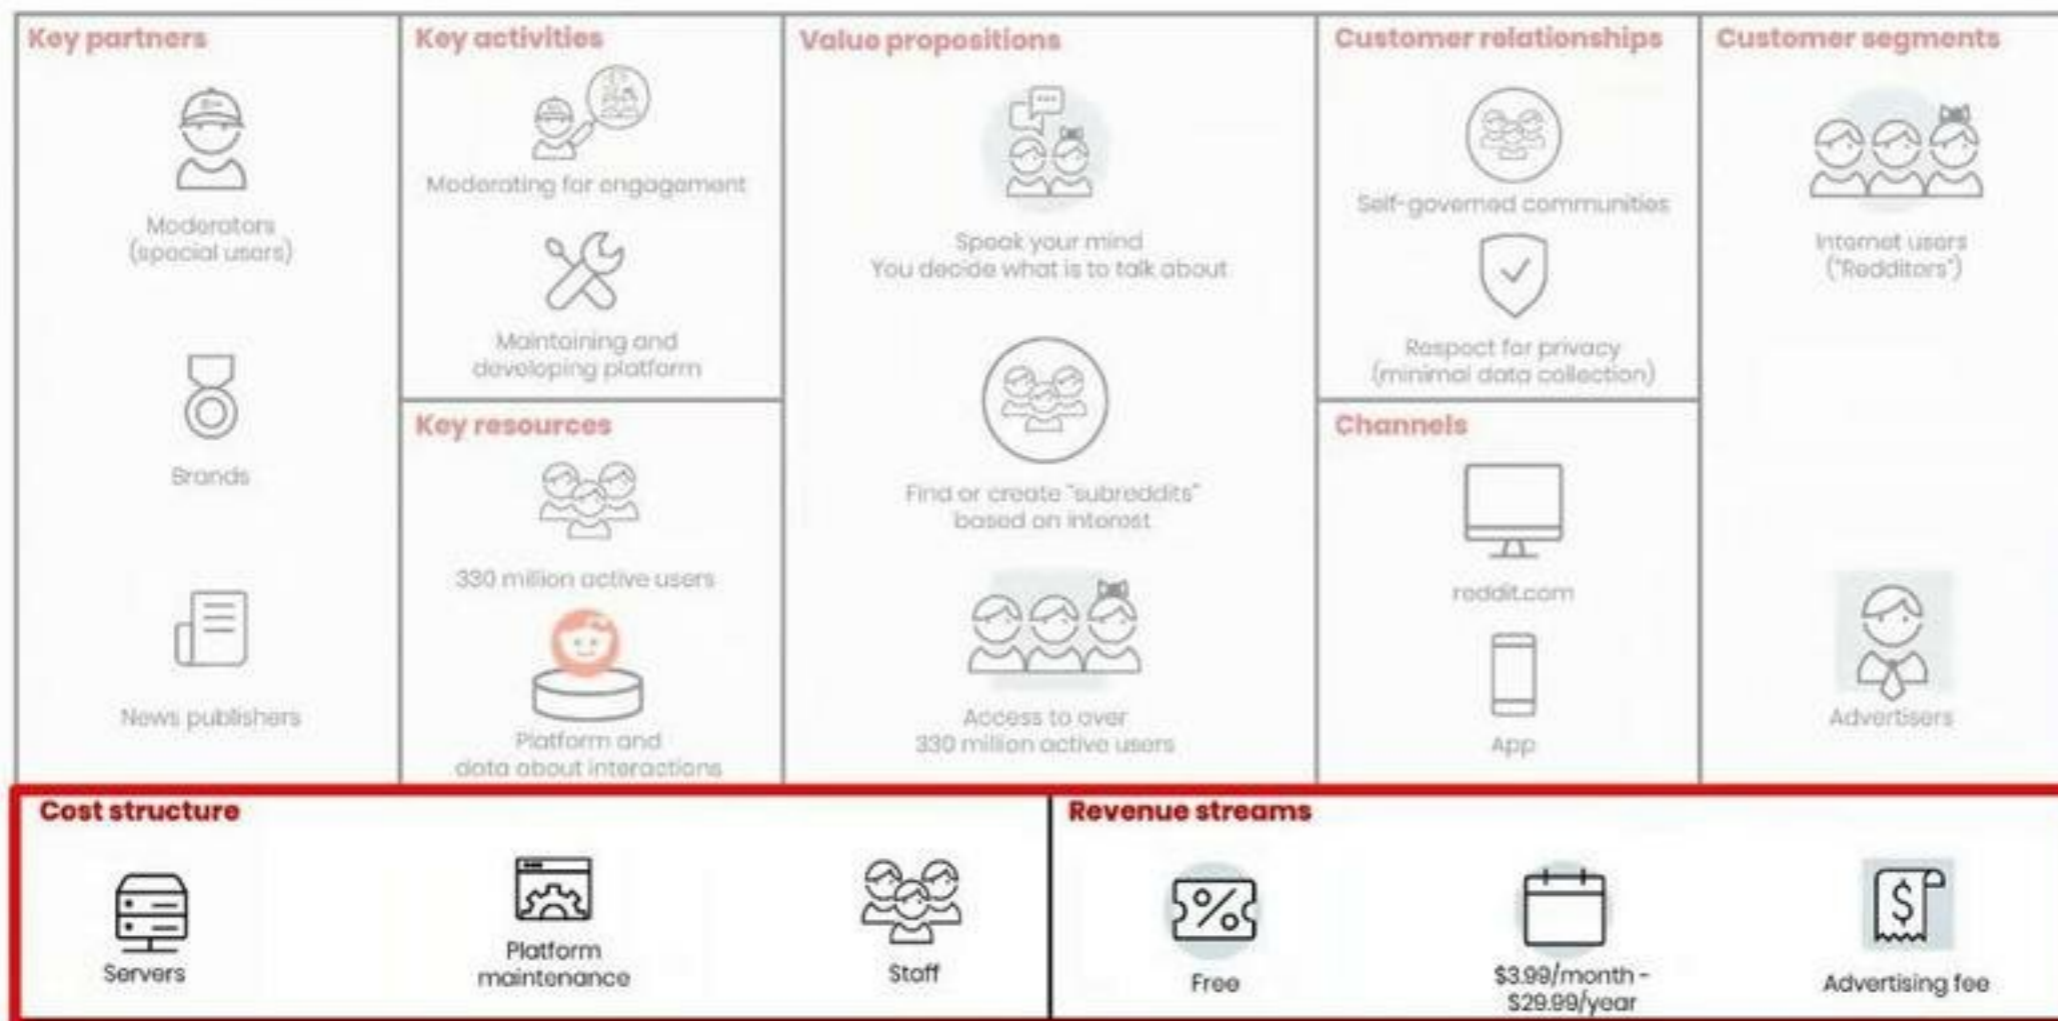 Key partners
Moderators
(special users)
Brands
News publishers
Key activities
Moderating for engagement
Maintaining and
developing platform
Key resources
330 million active users
Platform and
data about interactions
Value propositions
Speak your mind
You decide what is to talk about
Find or create "subreddits"
based on interest
Access to over
330 million active users
Customer relationships
Self-governed communities
Respect for privacy
(minimal data collection)
Channels
reddit.com
App
Customer segments
Internet users
("Redditors")
Advertisers
Cost structure
Servers
Platform
maintenance
Staff
Revenue streams
%
Free
$3.99/month -
$29.99/year
$
Advertising fee